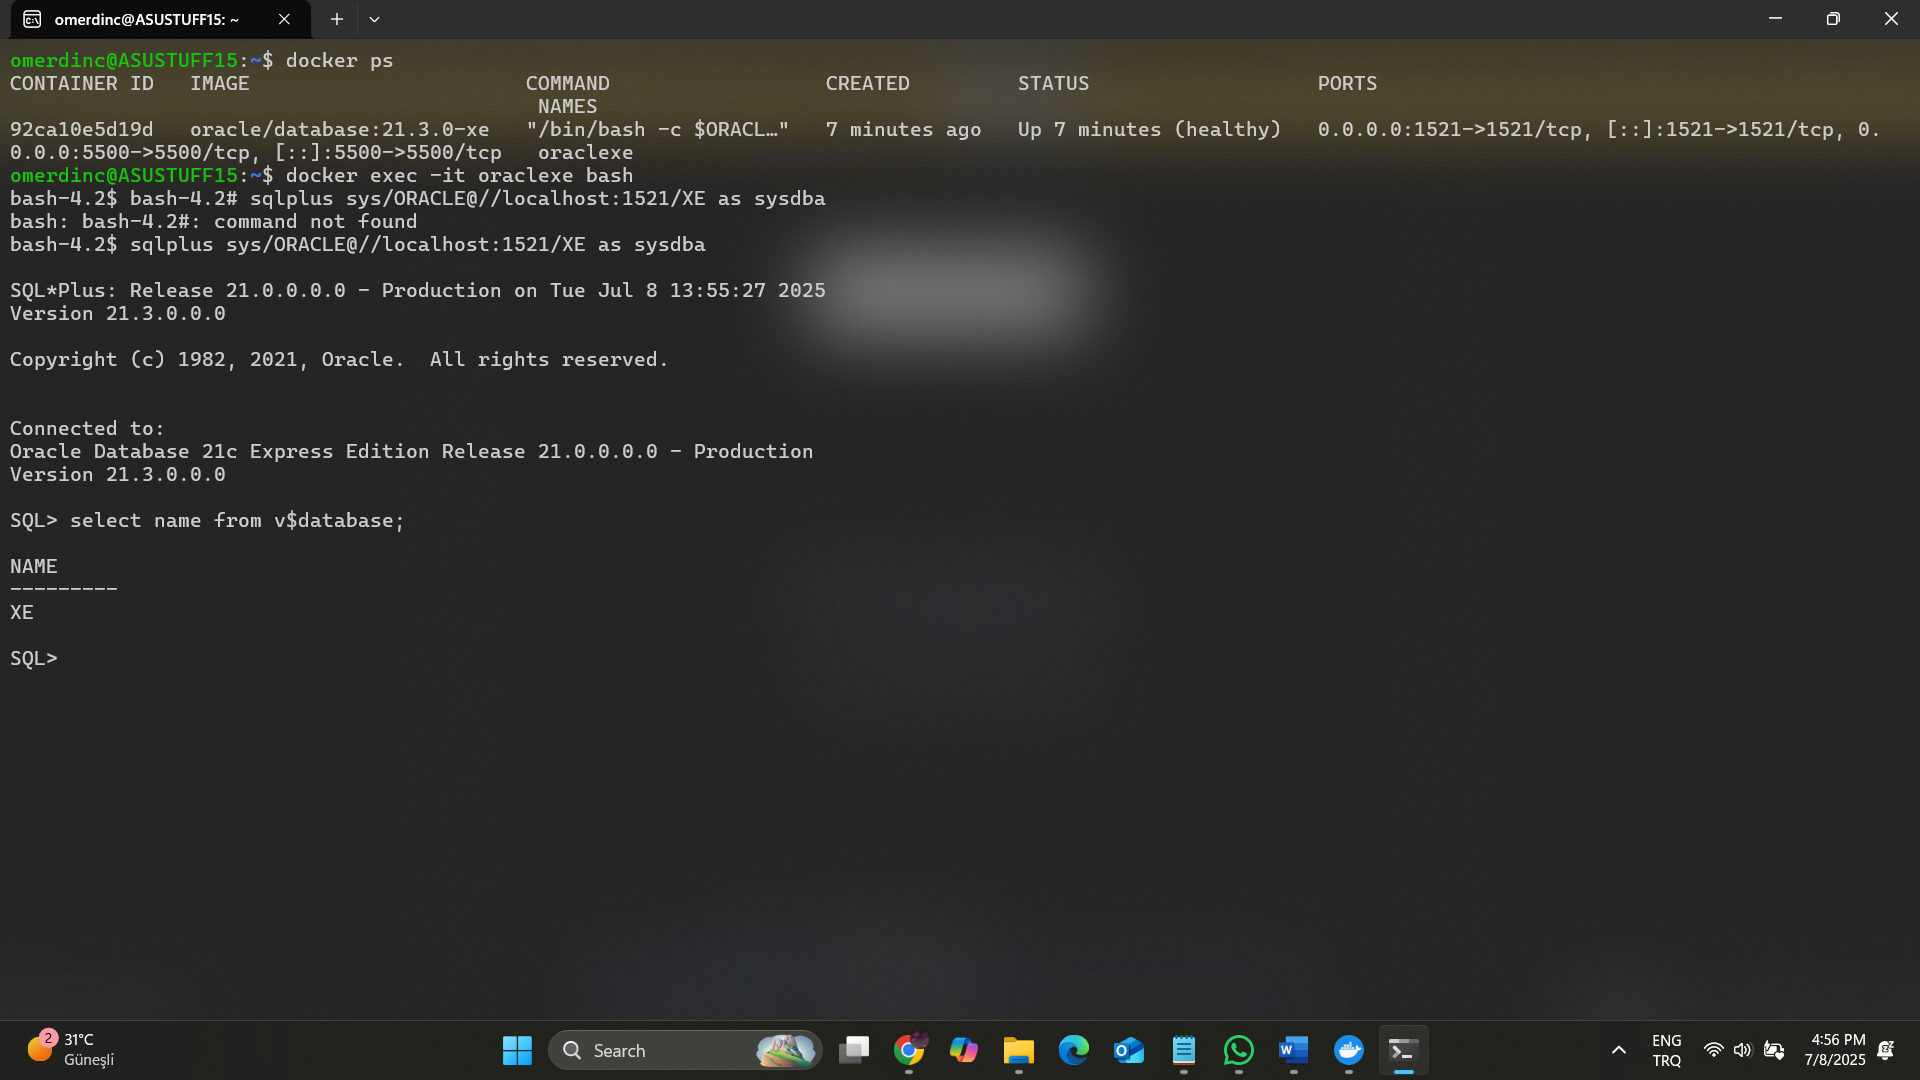 omerdinc@ASUSTUFF15: ~
omerdinc@ASUSTUFF15:~$ docker ps
CONTAINER ID   IMAGE                       COMMAND                  CREATED         STATUS                   PORTS
                                            NAMES
92ca10e5d19d   oracle/database:21.3.0-xe   "/bin/bash -c $ORACL…"   7 minutes ago   Up 7 minutes (healthy)   0.0.0.0:1521->1521/tcp, [::]:1521->1521/tcp, 0.
0.0.0:5500->5500/tcp, [::]:5500->5500/tcp   oraclexe
omerdinc@ASUSTUFF15:~$ docker exec -it oraclexe bash
bash-4.2$ bash-4.2# sqlplus sys/ORACLE@//localhost:1521/XE as sysdba
bash: bash-4.2#: command not found
bash-4.2$ sqlplus sys/ORACLE@//localhost:1521/XE as sysdba
SQL*Plus: Release 21.0.0.0.0 - Production on Tue Jul 8 13:55:27 2025
Version 21.3.0.0.0
Copyright (c) 1982, 2021, Oracle.  All rights reserved.
Connected to:
Oracle Database 21c Express Edition Release 21.0.0.0.0 - Production
Version 21.3.0.0.0
SQL> select name from v$database;
NAME
---------
XE
SQL>
2
31°C
Güneşli
Search
ENG
TRQ
4:56 PM
7/8/2025